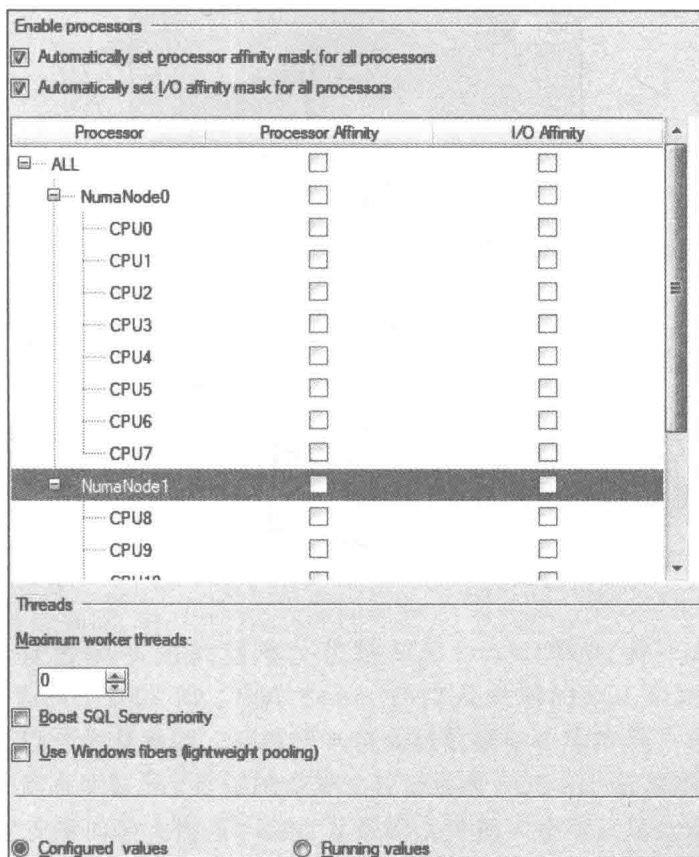 Enable processors
Automatically set processor affinity mask for all processors
Automatically set I/O affinity mask for all processors
Processor Processor Affinity I/O Affinity
ALL
NumaNode0
CPU0
CPU1
CPU2
CPU3
CPU4
CPU5
CPU6
CPU7
NumaNode1
CPU8
CPU9
CPU10
Threads
Maximum worker threads:
0
Boost SQL Server priority
Use Windows fibers (lightweight pooling)
Configured values Running values